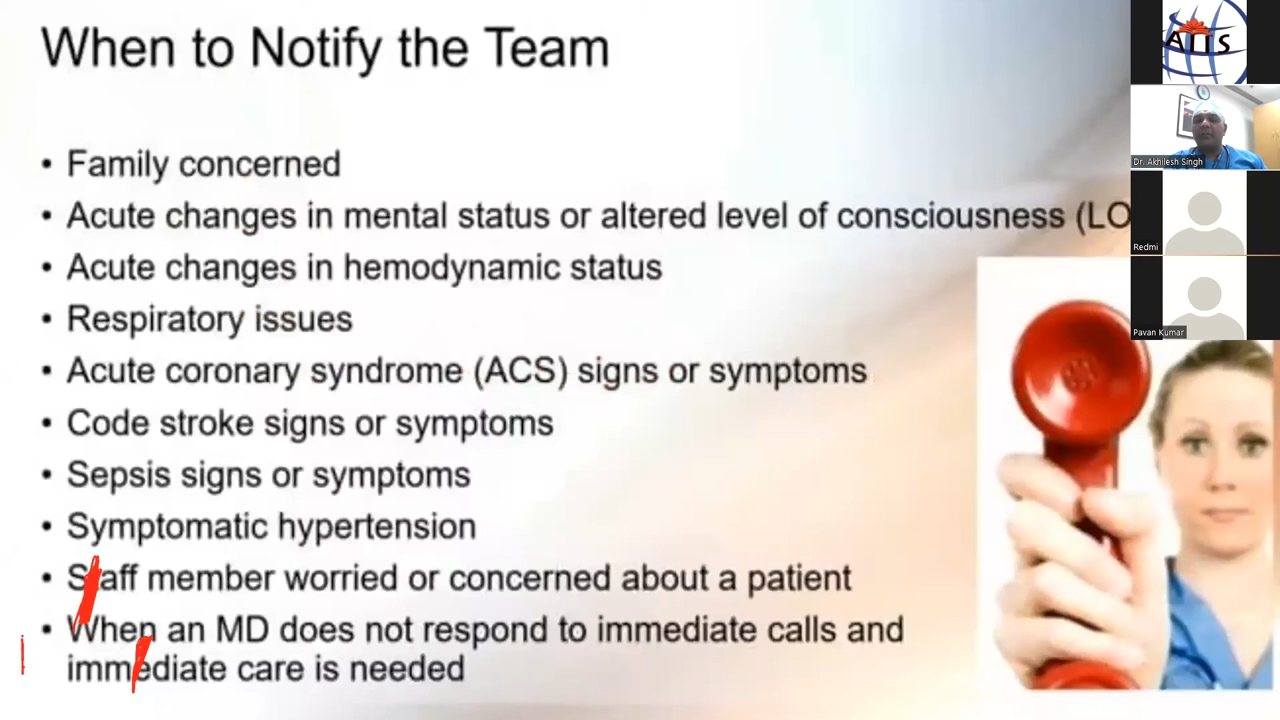 When to Notify the Team
• Family concerned
• Acute changes in mental status or altered level of consciousness (LO
• Acute changes in hemodynamic status
• Respiratory issues
• Acute coronary syndrome (ACS) signs or symptoms
• Code stroke signs or symptoms
• Sepsis signs or symptoms
• Symptomatic hypertension
• Staff member worried or concerned about a patient
• When an MD does not respond to immediate calls and
immediate care is needed
AIIS
Dr. Akhilesh Singh
Redmi
Pavan Kumar